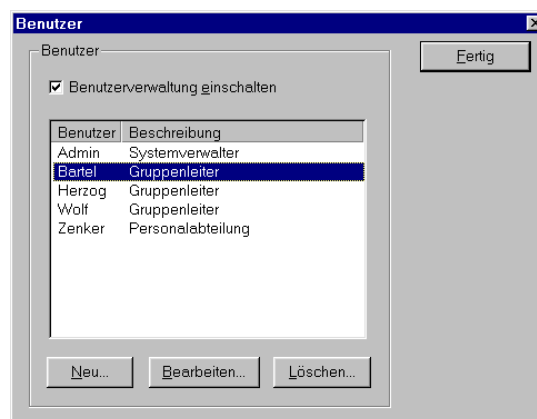 Benutzer
Benutzer
Fertig
Benutzerverwaltung einschalten
Benutzer Beschreibung
Admin Systemverwalter
Bartel Gruppenleiter
Herzog Gruppenleiter
Wolf Gruppenleiter
Zenker Personalabteilung
Neu... Bearbeiten... Löschen...